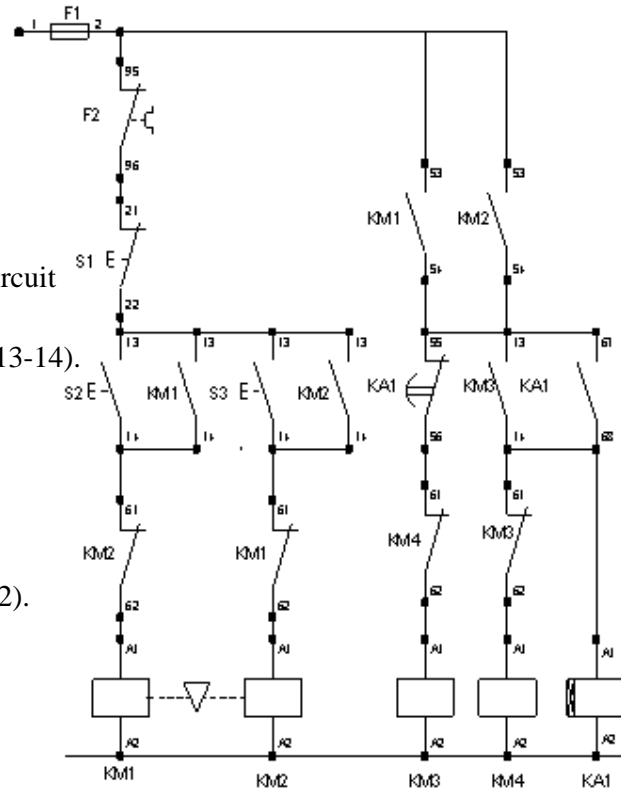 F1
1 2
95
F2
96
53 53
21
KM1 KM2
S1 E
rcuit
54 54
22
13 13 13 13 55 13 67
13-14).
S2 E KM1 S3 E KM2 KA1 KM3 KA1
14 14 14 14 56 14 68
61 61 61 61
KM4 KM3
KM2 KM1
62 62
2).
62 62
A1 A1 A1 A1 A1
A2 A2 A2 A2 A2
KM1 KM2 KM3 KM4 KA1